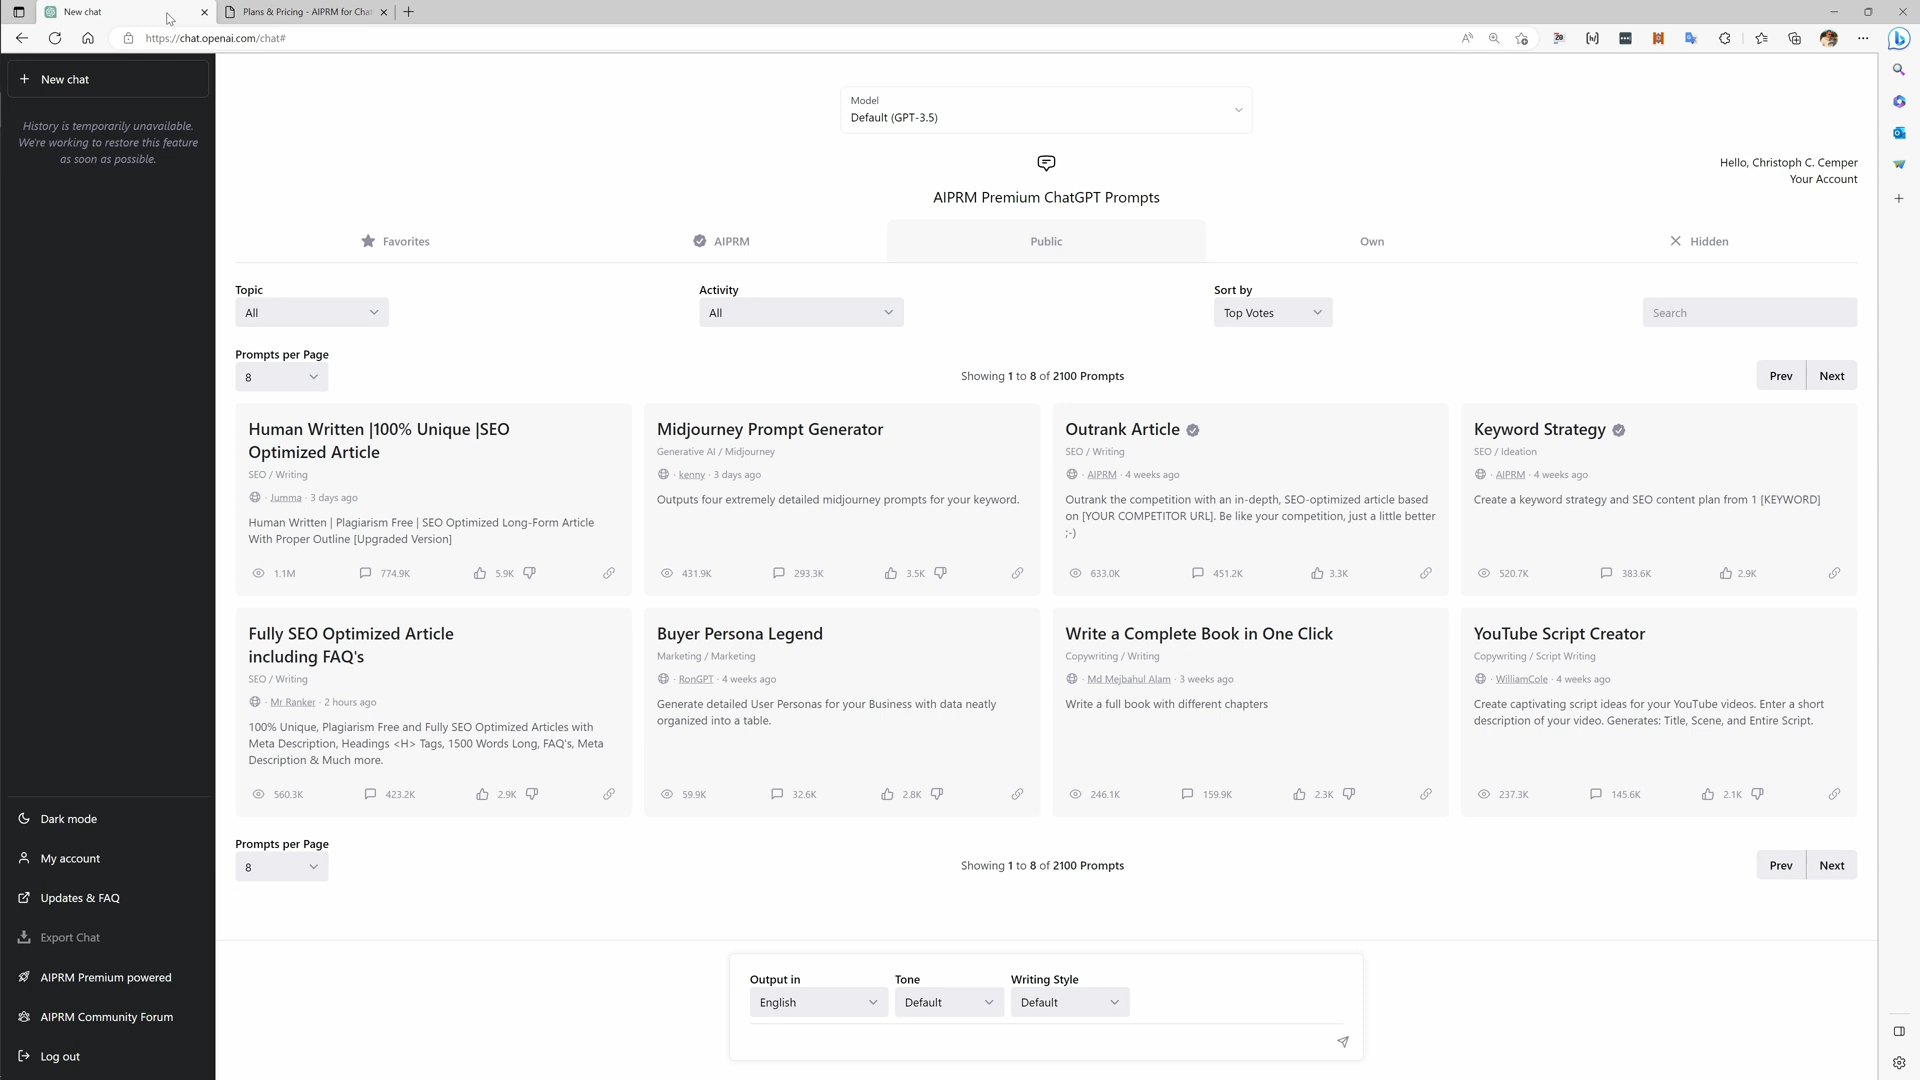 New chat
Plans & Pricing - AIPRM for Cha
https://chat.openai.com/chat#
New chat
History is temporarily unavailable.
We're working to restore this feature
as soon as possible.
Model
Default (GPT-3.5)
Hello, Christoph C. Cemper
Your Account
AIPRM Premium ChatGPT Prompts
Favorites
AIPRM
Public
Own
Hidden
Topic
All
Activity
All
Sort by
Top Votes
Search
Prompts per Page
8
Showing 1 to 8 of 2100 Prompts
Prev
Next
Human Written |100% Unique |SEO
Optimized Article
SEO / Writing
· Jumma · 3 days ago
Human Written | Plagiarism Free | SEO Optimized Long-Form Article
With Proper Outline [Upgraded Version]
1.1M
774.9K
5.9K
Midjourney Prompt Generator
Generative AI / Midjourney
· kenny · 3 days ago
Outputs four extremely detailed midjourney prompts for your keyword.
431.9K
293.3K
3.5K
Outrank Article
SEO / Writing
· AIPRM · 4 weeks ago
Outrank the competition with an in-depth, SEO-optimized article based
on [YOUR COMPETITOR URL]. Be like your competition, just a little better
;-)
633.0K
451.2K
3.3K
Keyword Strategy
SEO / Ideation
· AIPRM · 4 weeks ago
Create a keyword strategy and SEO content plan from 1 [KEYWORD]
520.7K
383.6K
2.9K
Fully SEO Optimized Article
including FAQ's
SEO / Writing
· Mr Ranker · 2 hours ago
100% Unique, Plagiarism Free and Fully SEO Optimized Articles with
Meta Description, Headings <H> Tags, 1500 Words Long, FAQ's, Meta
Description & Much more.
560.3K
423.2K
2.9K
Buyer Persona Legend
Marketing / Marketing
· RonGPT · 4 weeks ago
Generate detailed User Personas for your Business with data neatly
organized into a table.
59.9K
32.6K
2.8K
Write a Complete Book in One Click
Copywriting / Writing
· Md Mejbahul Alam · 3 weeks ago
Write a full book with different chapters
246.1K
159.9K
2.3K
YouTube Script Creator
Copywriting / Script Writing
· WilliamCole · 4 weeks ago
Create captivating script ideas for your YouTube videos. Enter a short
description of your video. Generates: Title, Scene, and Entire Script.
237.3K
145.6K
2.1K
Prompts per Page
8
Showing 1 to 8 of 2100 Prompts
Prev
Next
Dark mode
My account
Updates & FAQ
Export Chat
AIPRM Premium powered
AIPRM Community Forum
Log out
Output in
English
Tone
Default
Writing Style
Default